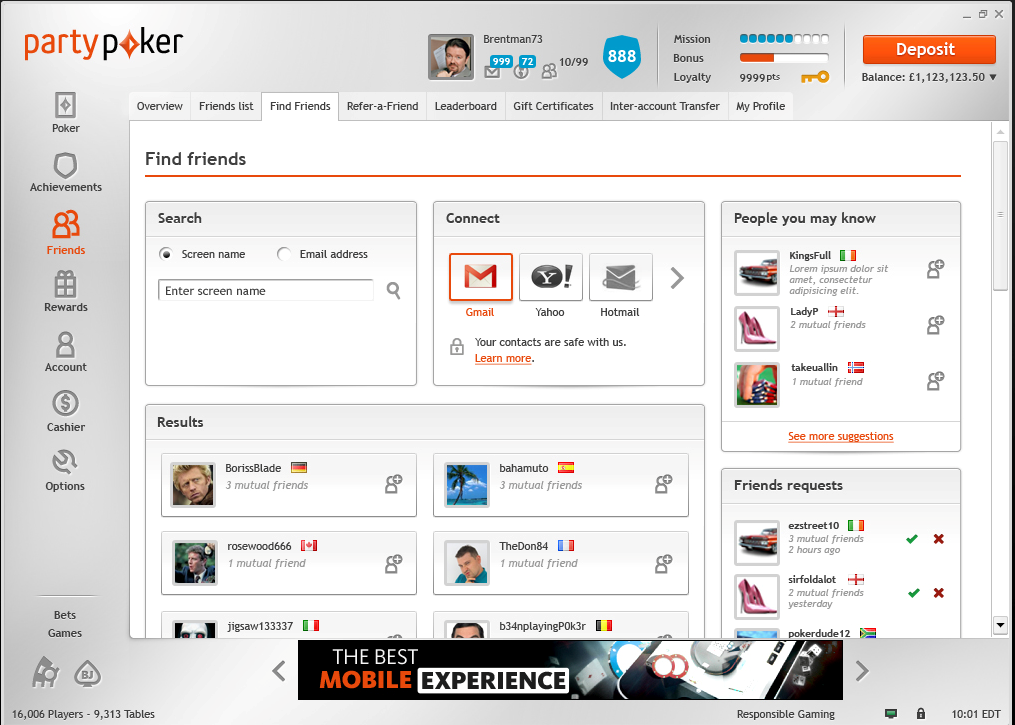 partypoker
Brentman73
999
72
10/99
888
Mission
Bonus
Loyalty
9999pts
Deposit
Balance: £1,123,123.50
Overview
Friends list
Find Friends
Refer-a-Friend
Leaderboard
Gift Certificates
Inter-account Transfer
My Profile
Poker
Achievements
Friends
Rewards
Account
Cashier
Options
Bets
Games
BJ
Find friends
Search
Screen name
Email address
Enter screen name
Connect
Gmail
Yahoo
Hotmail
Your contacts are safe with us.
Learn more.
People you may know
KingsFull
Lorem ipsum dolor sit
amet, consectetur
adipisicing elit.
LadyP
2 mutual friends
takeuallin
1 mutual friend
See more suggestions
Results
BorissBlade
3 mutual friends
bahamuto
3 mutual friends
rosewood666
1 mutual friend
TheDon84
1 mutual friend
jigsaw133337
b34nplayingP0k3r
Friends requests
ezstreet10
3 mutual friends
2 hours ago
sirfoldalot
2 mutual friends
yesterday
pokerdude12
THE BEST
MOBILE EXPERIENCE
16,006 Players - 9,313 Tables
Responsible Gaming
10:01 EDT